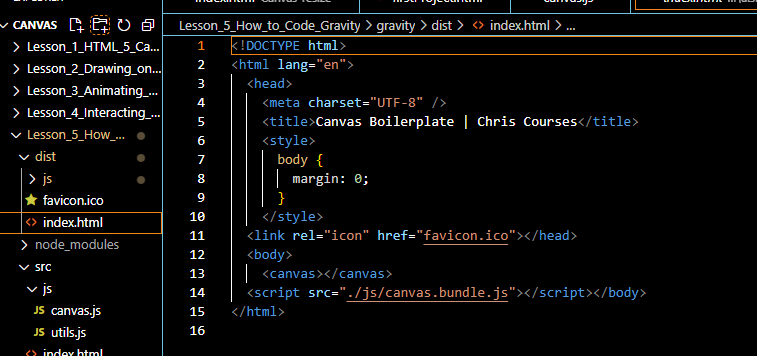 CANVAS
Lesson_1_HTML_5_Ca...
Lesson_2_Drawing_on...
Lesson_3_Animating_...
Lesson_4_Interacting_...
Lesson_5_How_...
dist
js
favicon.ico
index.html
node_modules
src
js
JS canvas.js
JS utils.js
index.html
Lesson_5_How_to_Code_Gravity > gravity > dist > index.html > ...
1 <!DOCTYPE html>
2 <html lang="en">
3 <head>
4 <meta charset="UTF-8" />
5 <title>Canvas Boilerplate | Chris Courses</title>
6 <style>
7 body {
8 margin: 0;
9 }
10 </style>
11 <link rel="icon" href="favicon.ico"></head>
12 <body>
13 <canvas></canvas>
14 <script src="./js/canvas.bundle.js"></script></body>
15 </html>
16